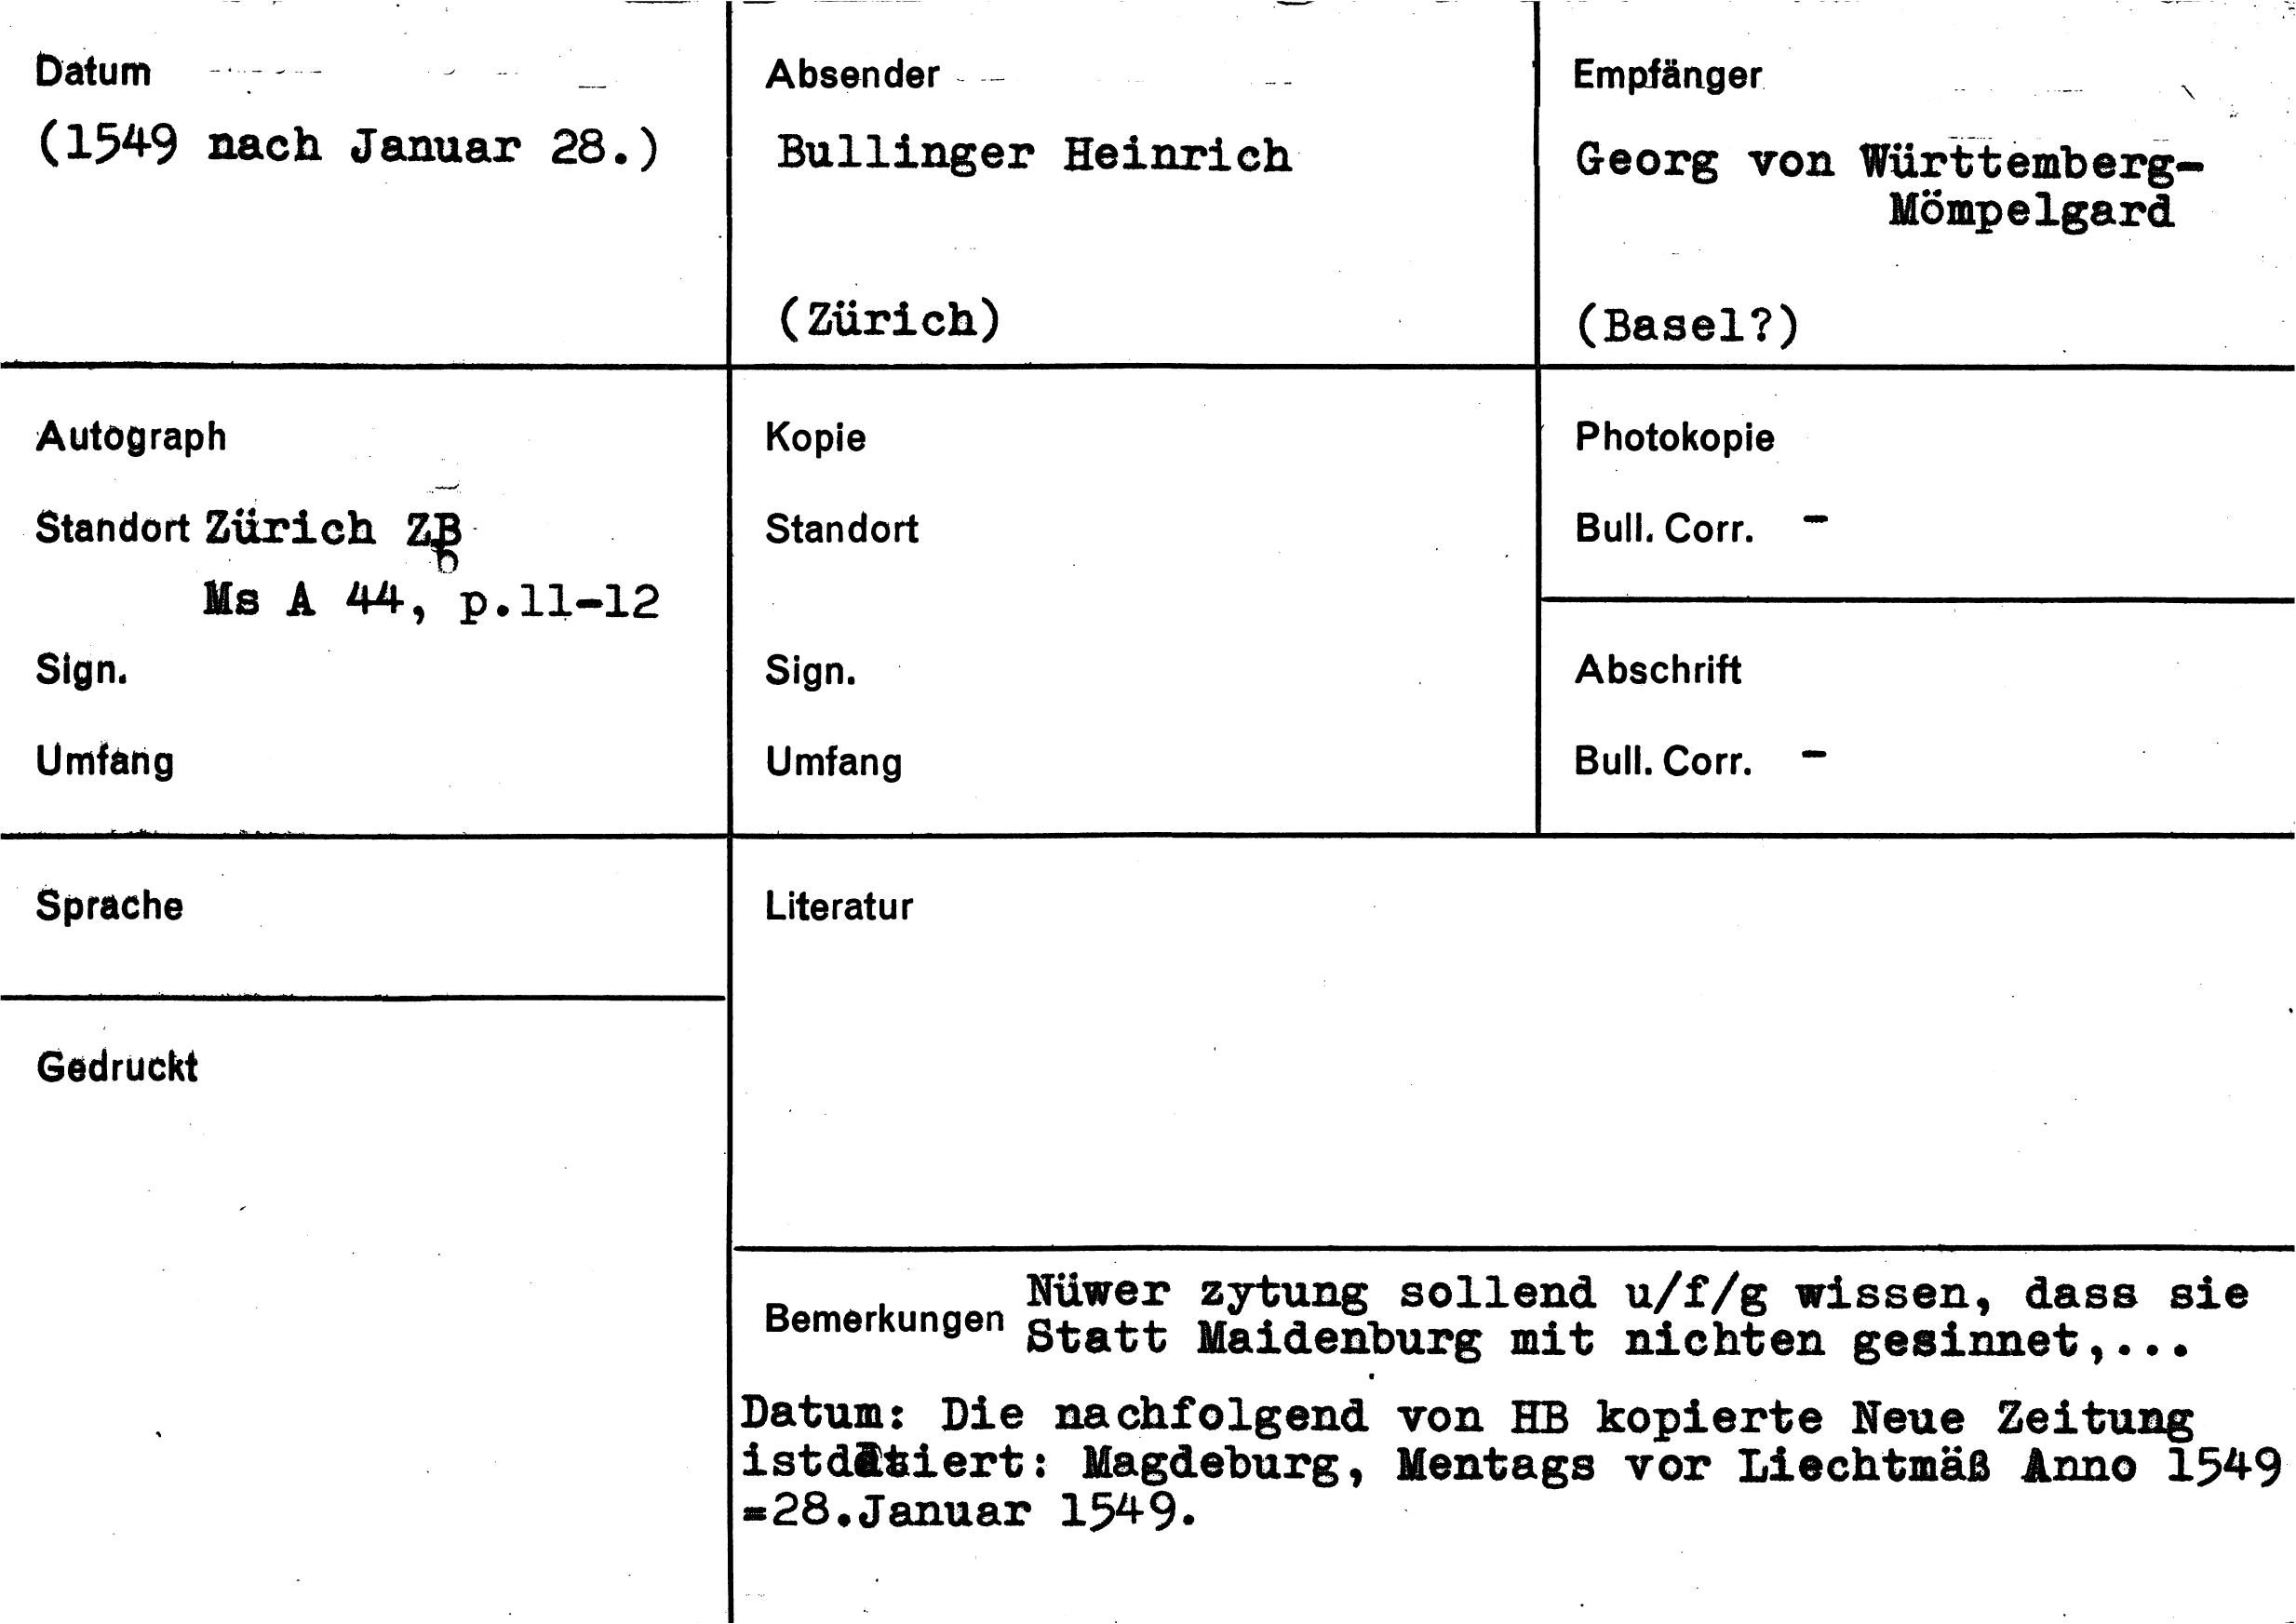 Datum
(1549 nach Januar 28.)
Absender
Bullinger Heinrich
(Zürich)
Empfänger
Georg von Württemberg-
Mömpelgard
(Basel?)
Autograph
Standort Zürich ZB
Ms A 44, p.11-12
Sign.
Umfang
Kopie
Standort
Sign.
Umfang
Photokopie
Bull. Corr. -
Abschrift
Bull. Corr. -
Sprache
Gedruckt
Literatur
Bemerkungen
Nüwer zytung sollend u/f/g wissen, dass sie
Statt Maidenburg mit nichten gesinnet,...
Datum: Die nachfolgend von HB kopierte Neue Zeitung
istdatiert: Magdeburg, Mentags vor Liechtmäß Anno 1549
=28.Januar 1549.